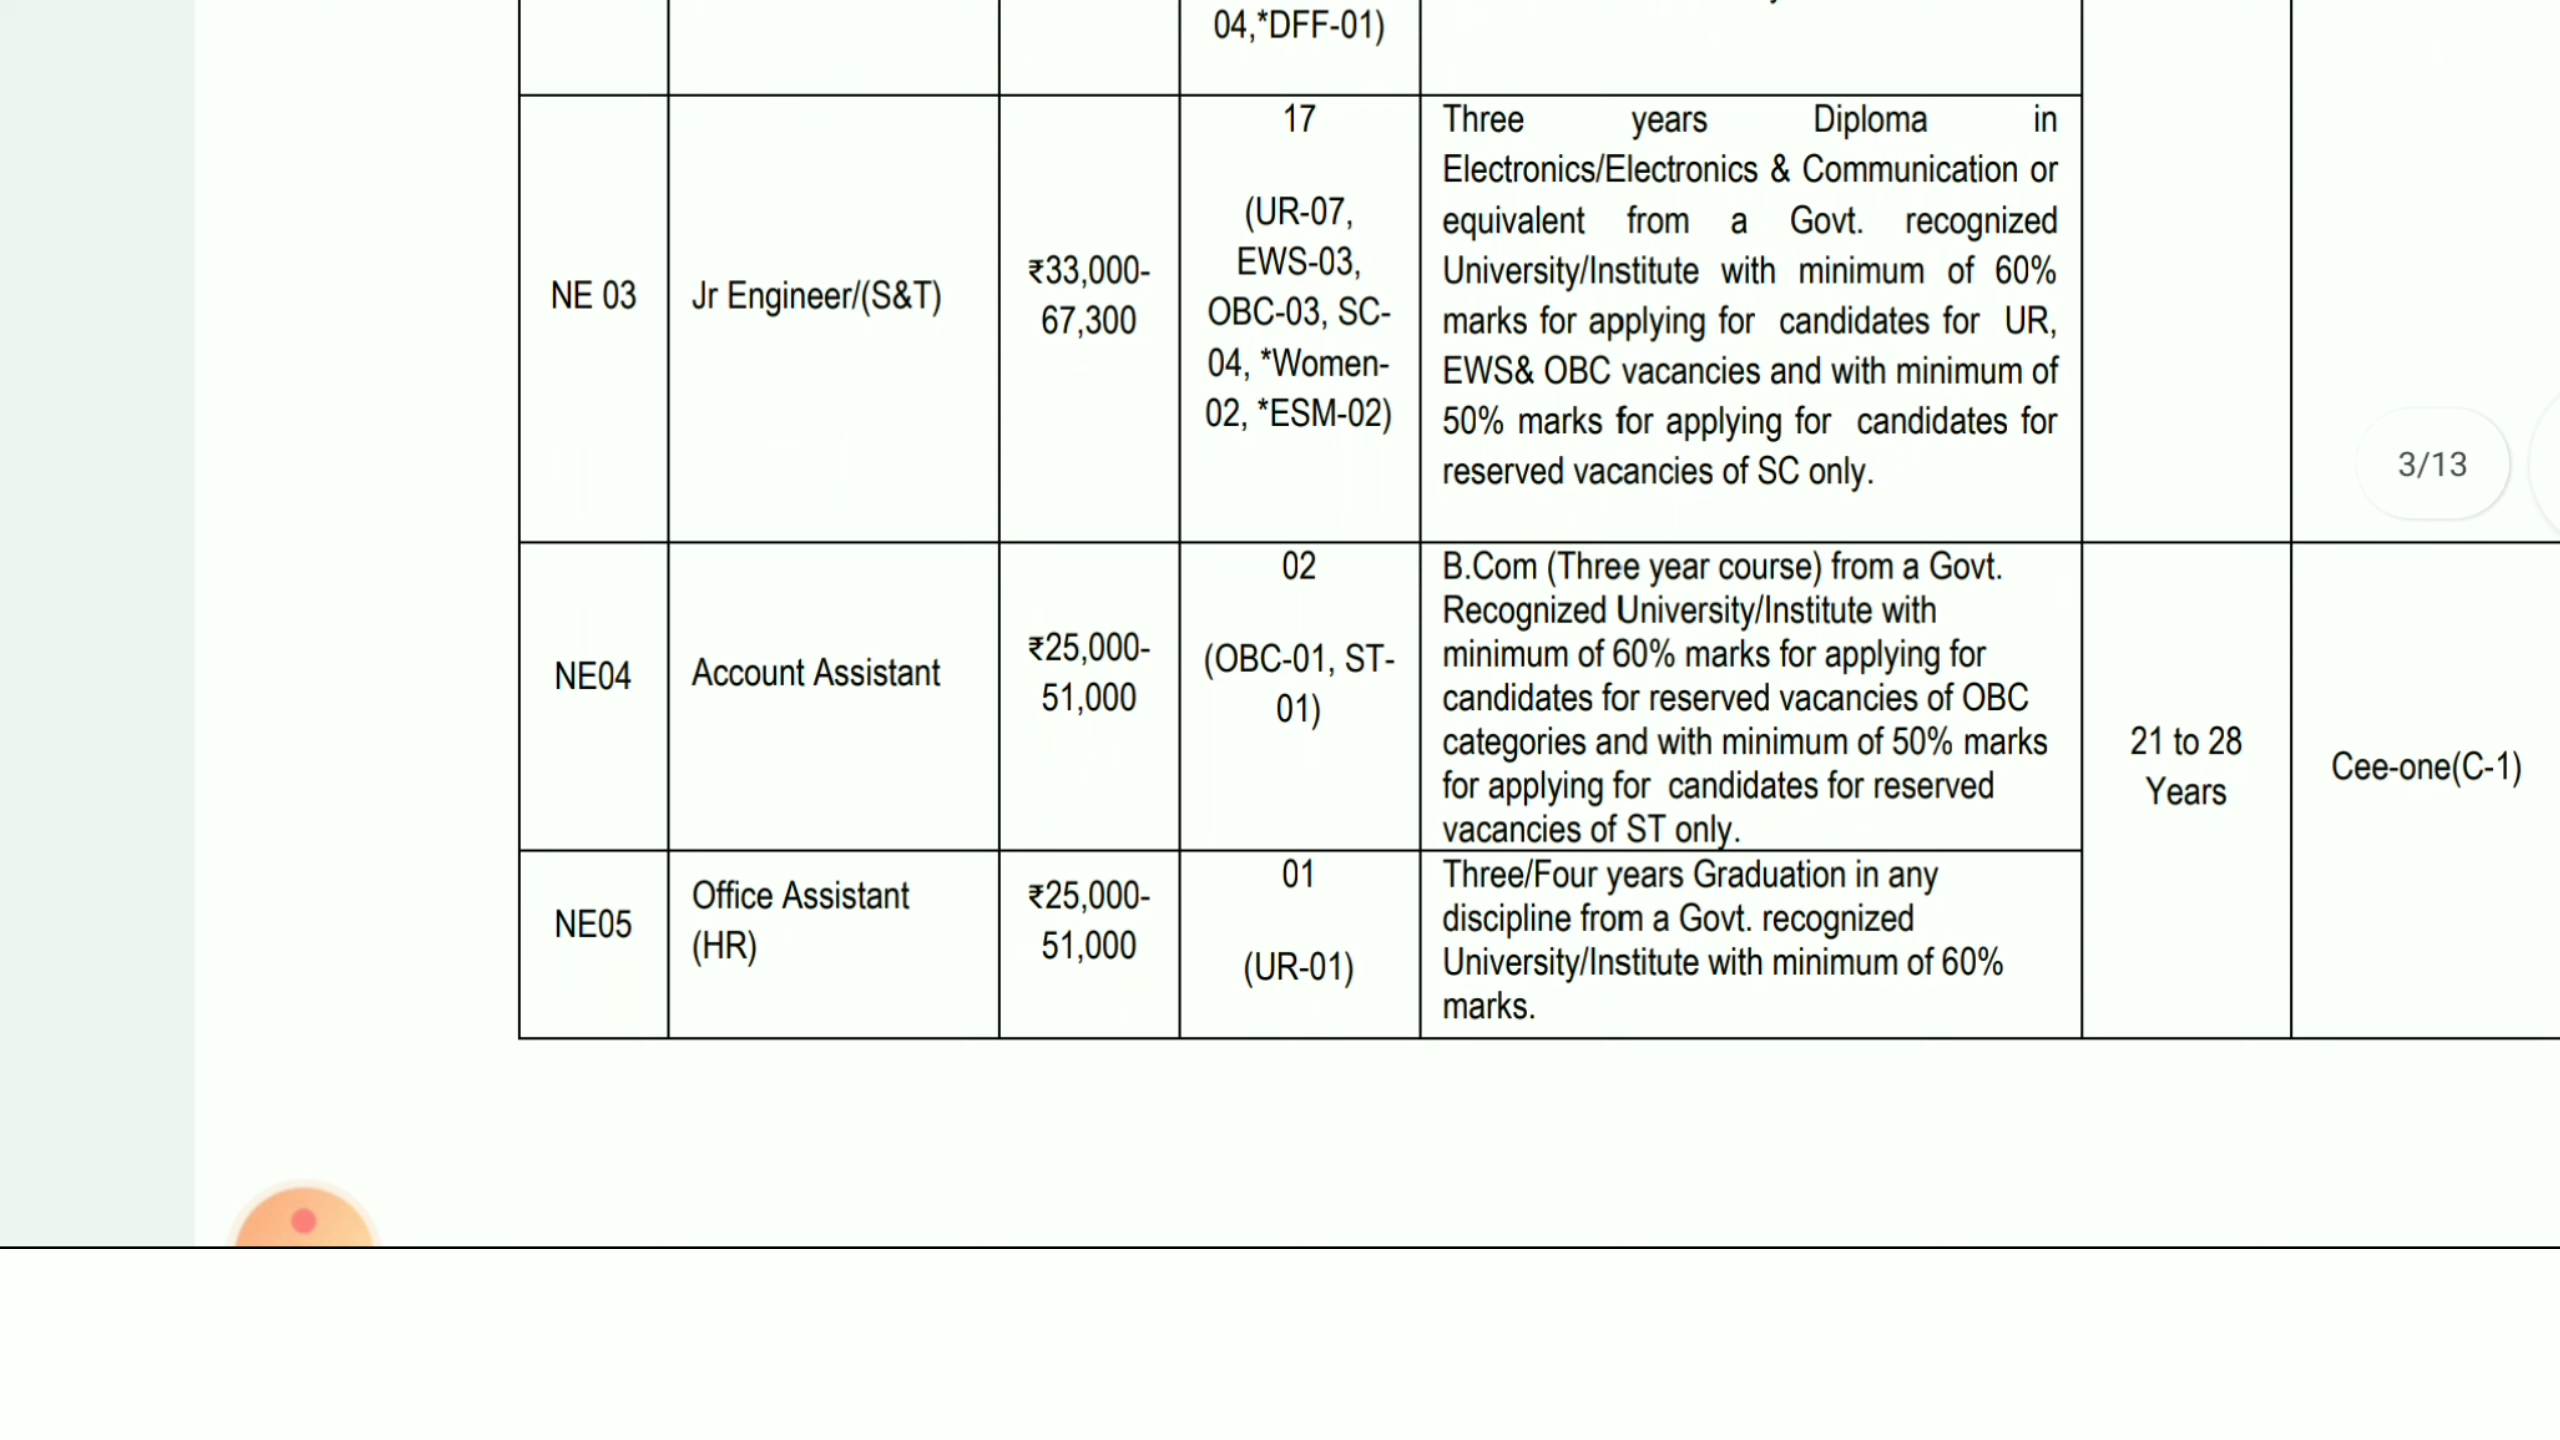 04,*DFF-01)
NE 03
Jr Engineer/(S&T)
₹33,000-
67,300
17
(UR-07,
EWS-03,
OBC-03, SC-
04, *Women-
02, *ESM-02)
Three years Diploma in
Electronics/Electronics & Communication or
equivalent from a Govt. recognized
University/Institute with minimum of 60%
marks for applying for candidates for UR,
EWS& OBC vacancies and with minimum of
50% marks for applying for candidates for
reserved vacancies of SC only.
3/13
NE04
Account Assistant
₹25,000-
51,000
02
(OBC-01, ST-
01)
B.Com (Three year course) from a Govt.
Recognized University/Institute with
minimum of 60% marks for applying for
candidates for reserved vacancies of OBC
categories and with minimum of 50% marks
for applying for candidates for reserved
vacancies of ST only.
21 to 28
Years
Cee-one(C-1)
NE05
Office Assistant
(HR)
₹25,000-
51,000
01
(UR-01)
Three/Four years Graduation in any
discipline from a Govt. recognized
University/Institute with minimum of 60%
marks.